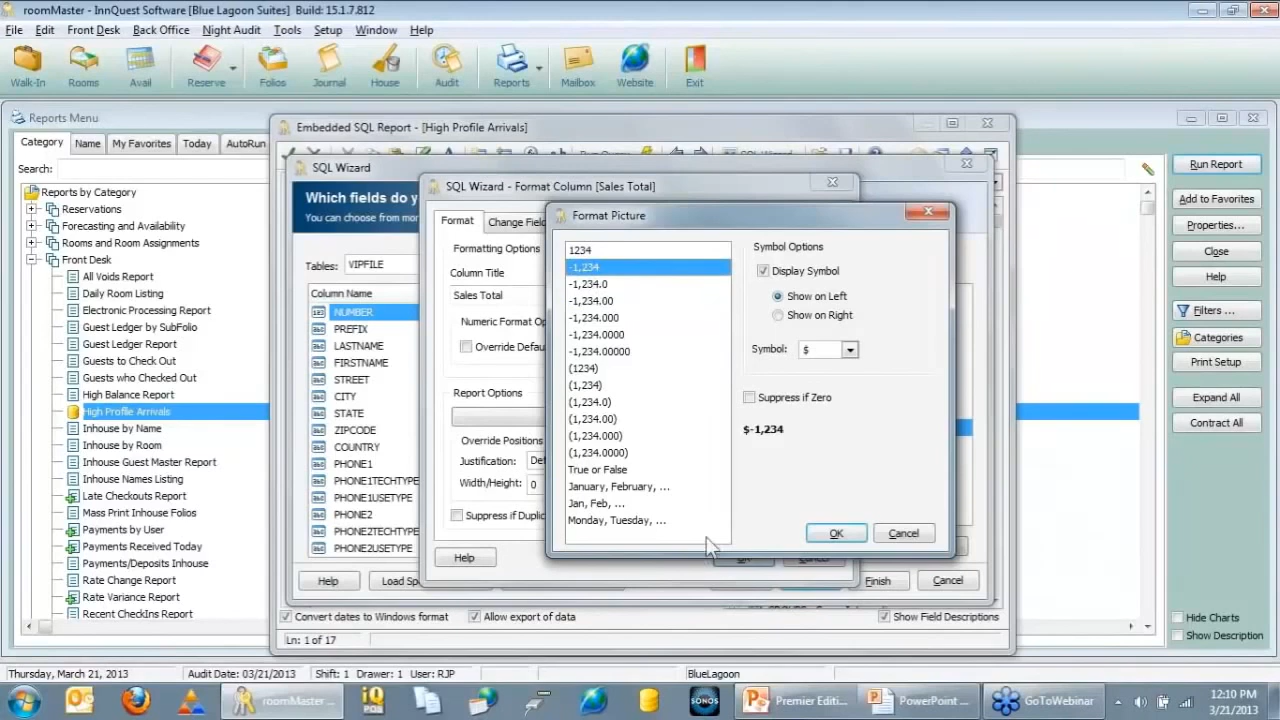 roomMaster - InnQuest Software [Blue Lagoon Suites] Build: 15.1.7.812
File Edit Front Desk Back Office Night Audit Tools Setup Window Help
Walk-In Rooms Avail Reserve Folios Journal House Audit Reports Mailbox Website Exit
Reports Menu
Category Name My Favorites Today AutoRun
Search:
Reports by Category
Reservations
Forecasting and Availability
Rooms and Room Assignments
Front Desk
All Voids Report
Daily Room Listing
Electronic Processing Report
Guest Ledger by SubFolio
Guest Ledger Report
Guests to Check Out
Guests who Checked Out
High Balance Report
High Profile Arrivals
Inhouse by Name
Inhouse by Room
Inhouse Guest Master Report
Inhouse Names Listing
Late Checkouts Report
Mass Print Inhouse Folios
Payments by User
Payments Received Today
Payments/Deposits Inhouse
Rate Change Report
Rate Variance Report
Recent CheckIns Report
Embedded SQL Report - [High Profile Arrivals]
SQL Wizard
Which fields do y
You can choose from mor
Tables: VIPFILE
Column Name
NUMBER
PREFIX
LASTNAME
FIRSTNAME
STREET
CITY
STATE
ZIPCODE
COUNTRY
PHONE1
PHONE1TECHTYPE
PHONE1USETYPE
PHONE2
PHONE2TECHTYPE
PHONE2USETYPE
Help Load Sp Finish Cancel
Convert dates to Windows format Allow export of data Show Field Descriptions
Ln: 1 of 17
SQL Wizard - Format Column [Sales Total]
Format Change Field
Formatting Options
Column Title
Sales Total
Numeric Format Op
Override Defau
Report Options
Override Positions
Justification: Def
Width/Height: 0
Suppress if Duplic
Help
Format Picture
1234
-1,234
-1,234.0
-1,234.00
-1,234.000
-1,234.0000
-1,234.00000
(1234)
(1,234)
(1,234.0)
(1,234.00)
(1,234.000)
(1,234.0000)
True or False
January, February, ...
Jan, Feb, ...
Monday, Tuesday, ...
Symbol Options
Display Symbol
Show on Left
Show on Right
Symbol: $
Suppress if Zero
$-1,234
OK Cancel
Run Report
Add to Favorites
Properties...
Close
Help
Filters ...
Categories
Print Setup
Expand All
Contract All
Hide Charts
Show Description
Thursday, March 21, 2013 Audit Date: 03/21/2013 Shift: 1 Drawer: 1 User: RJP BlueLagoon
roomMaster ... Premier Editi... PowerPoint ... GoToWebinar
SONOS
12:10 PM
3/21/2013